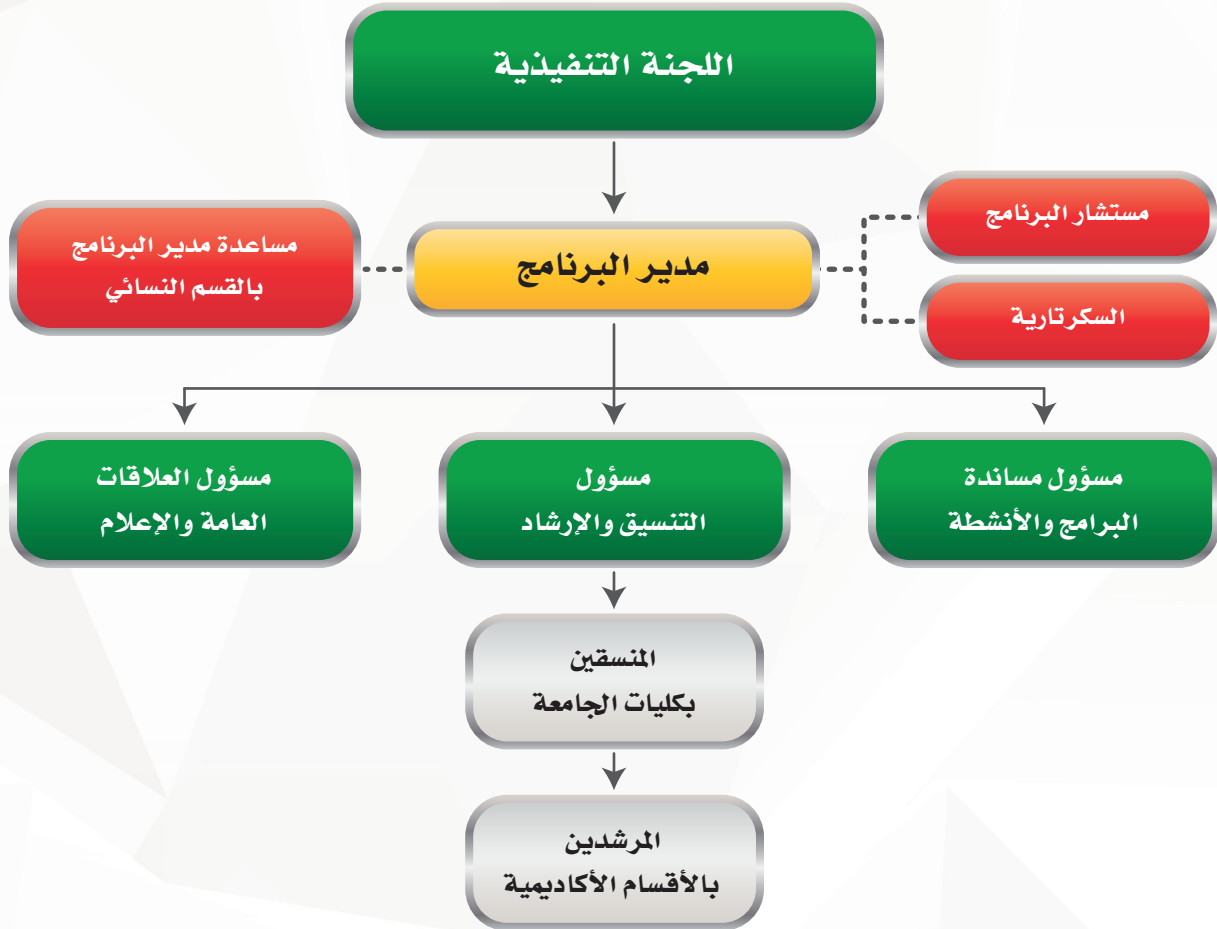 اللجنة التنفيذية
مستشار البرنامج
مدير البرنامج
مساعدة مدير البرنامج
بالقسم النسائي
السكرتارية
مسؤول مساندة
البرامج والأنشطة
مسؤول
التنسيق والإرشاد
مسؤول العلاقات
العامة والإعلام
المنسقين
بكليات الجامعة
المرشدين
بالأقسام الأكاديمية